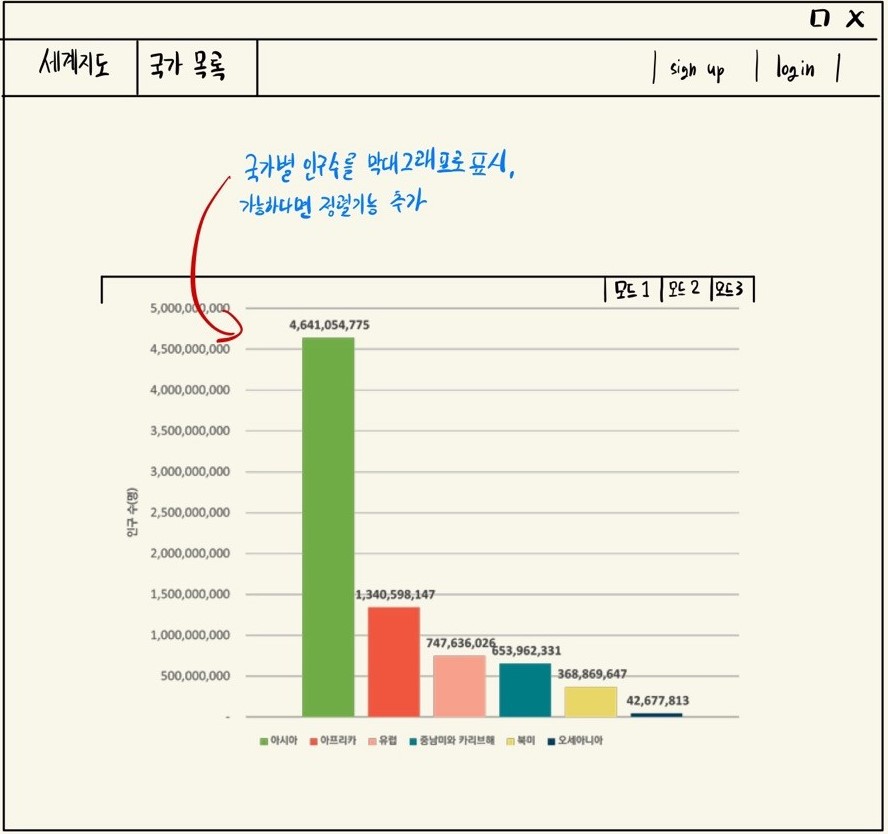 세계지도
국가 목록
sign up
login
국가별 인구수를 막대그래프로 표시,
가능하다면 정렬기능 추가
모드 1
모드 2
모드3
5,000,000,000
4,500,000,000
4,000,000,000
3,500,000,000
3,000,000,000
2,500,000,000
2,000,000,000
1,500,000,000
1,000,000,000
500,000,000
-
인구 수(명)
4,641,054,775
1,340,598,147
747,636,026
653,962,331
368,869,647
42,677,813
아시아
아프리카
유럽
중남미와 카리브해
북미
오세아니아